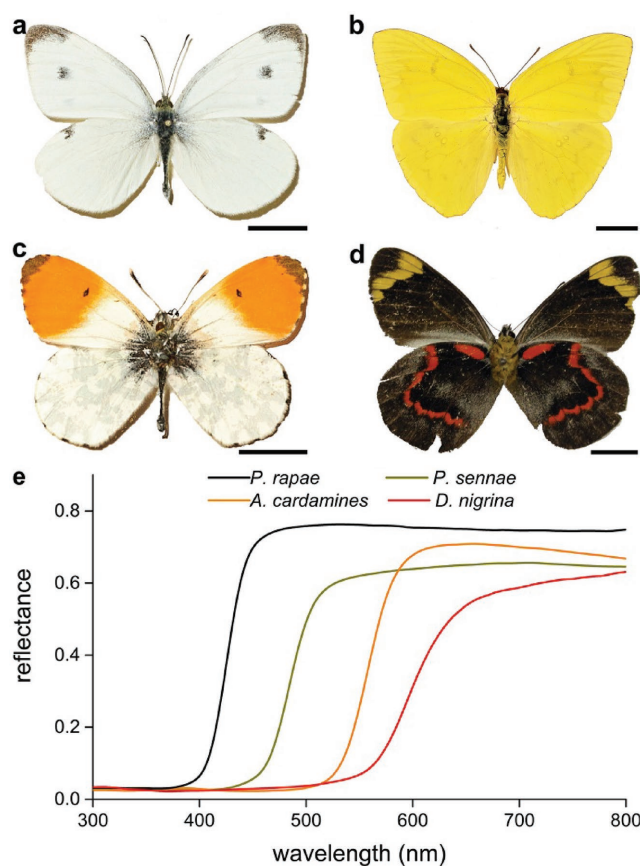 a
b
c
d
e
P. rapae
P. sennae
A. cardamines
D. nigrina
0.8
0.6
0.4
0.2
0.0
reflectance
300
400
500
600
700
800
wavelength (nm)